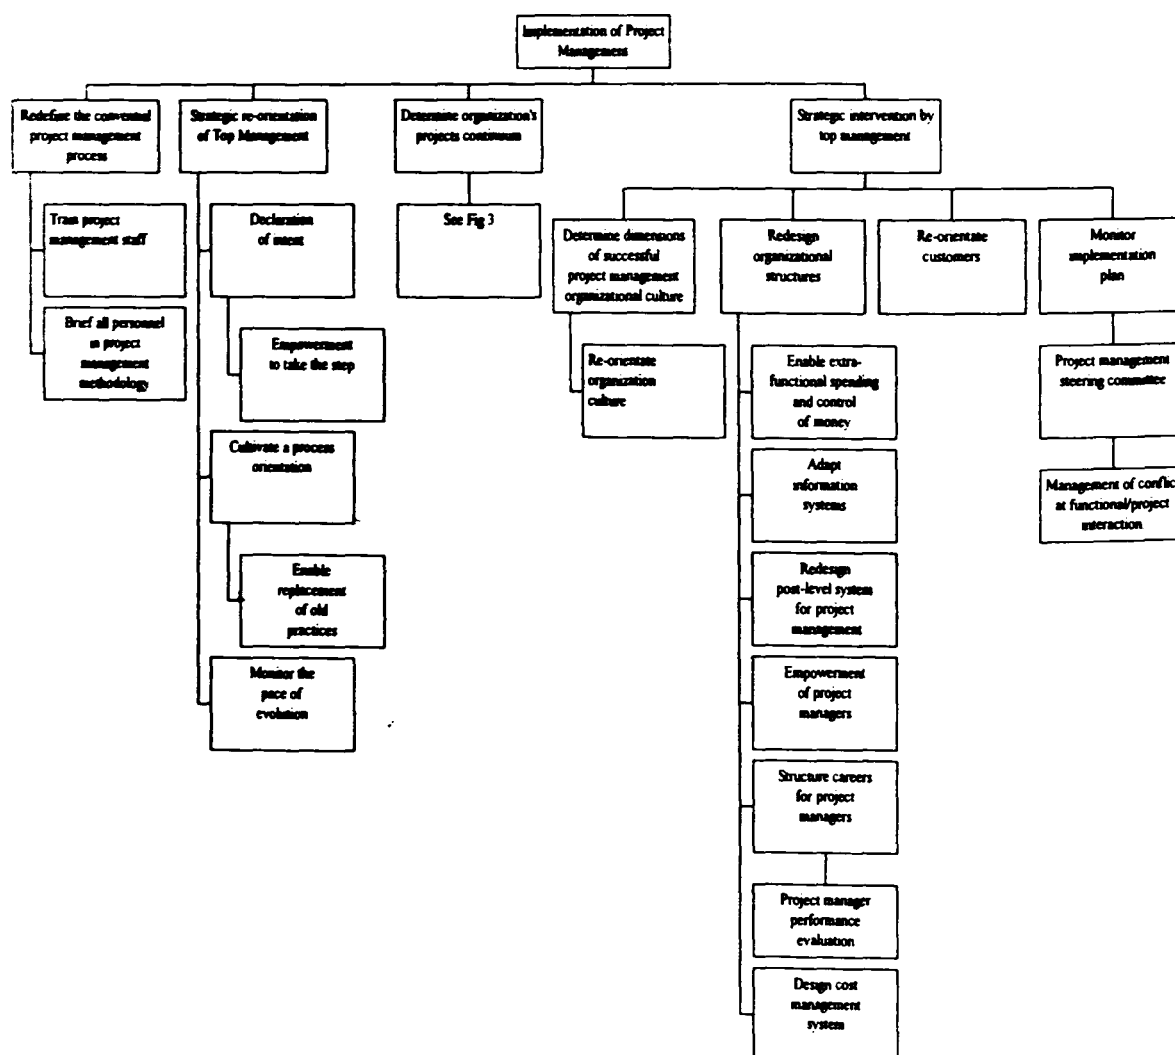 Implementation of Project
Management
Redefine the convential
project management
process
Strategic re-orientation
of Top Management
Determine organization's
projects continuum
Strategic intervention by
top management
Train project
management staff
Brief all personnel
in project
management
methodology
Declaration
of intent
Empowerment
to take the step
Cultivate a process
orientation
Enable
replacement
of old
practices
Monitor the
pace of
evolution
See Fig 3
Determine dimensions
of successful
project management
organizational culture
Re-orientate
organization
culture
Redesign
organizational
structures
Enable extra-
functional spending
and control
of money
Adapt
information
systems
Redesign
post-level system
for project
management
Empowerment
of project
managers
Structure careers
for project
managers
Project manager
performance
evaluation
Design cost
management
system
Re-orientate
customers
Monitor
implementation
plan
Project management
steering committee
Management of conflic
at functional/project
interaction